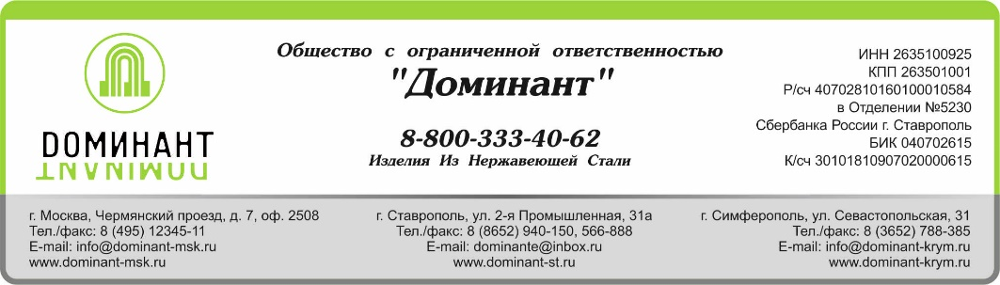 DОМИНАНТ
DOMINANT
Общество с ограниченной ответственностью
"Доминант"
8-800-333-40-62
Изделия Из Нержавеющей Стали
ИНН 2635100925
КПП 263501001
Р/сч 40702810160100010584
в Отделении №5230
Сбербанка России г. Ставрополь
БИК 040702615
К/сч 30101810907020000615
г. Москва, Чермянский проезд, д. 7, оф. 2508
Тел./факс: 8 (495) 12345-11
E-mail: info@dominant-msk.ru
www.dominant-msk.ru
г. Ставрополь, ул. 2-я Промышленная, 31а
Тел./факс: 8 (8652) 940-150, 566-888
E-mail: dominante@inbox.ru
www.dominant-st.ru
г. Симферополь, ул. Севастопольская, 31
Тел./факс: 8 (3652) 788-385
E-mail: info@dominant-krym.ru
www.dominant-krym.ru